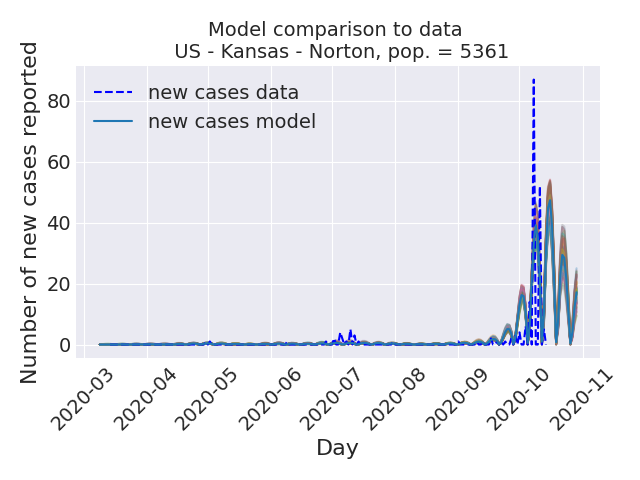 Model comparison to data
US - Kansas - Norton, pop. = 5361
new cases data
new cases model
Number of new cases reported
80
60
40
20
0
2020-03
2020-04
2020-05
2020-06
2020-07
2020-08
2020-09
2020-10
2020-11
Day